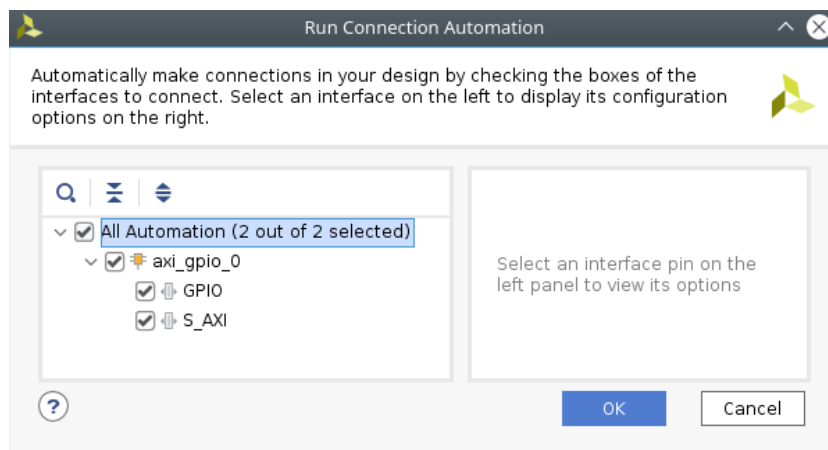 Run Connection Automation
Automatically make connections in your design by checking the boxes of the
interfaces to connect. Select an interface on the left to display its configuration
options on the right.
All Automation (2 out of 2 selected)
axi_gpio_0
GPIO
S_AXI
Select an interface pin on the
left panel to view its options
?
OK
Cancel